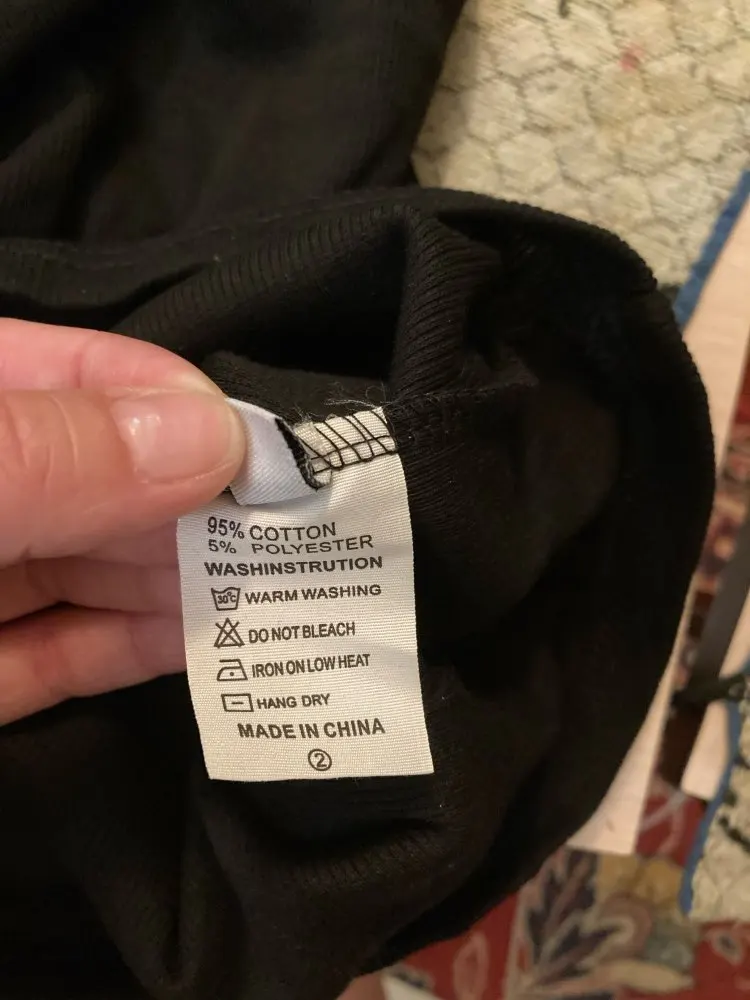 95% COTTON
5% POLYESTER
WASHINSTRUTION
30°C WARM WASHING
DO NOT BLEACH
IRON ON LOW HEAT
HANG DRY
MADE IN CHINA
②